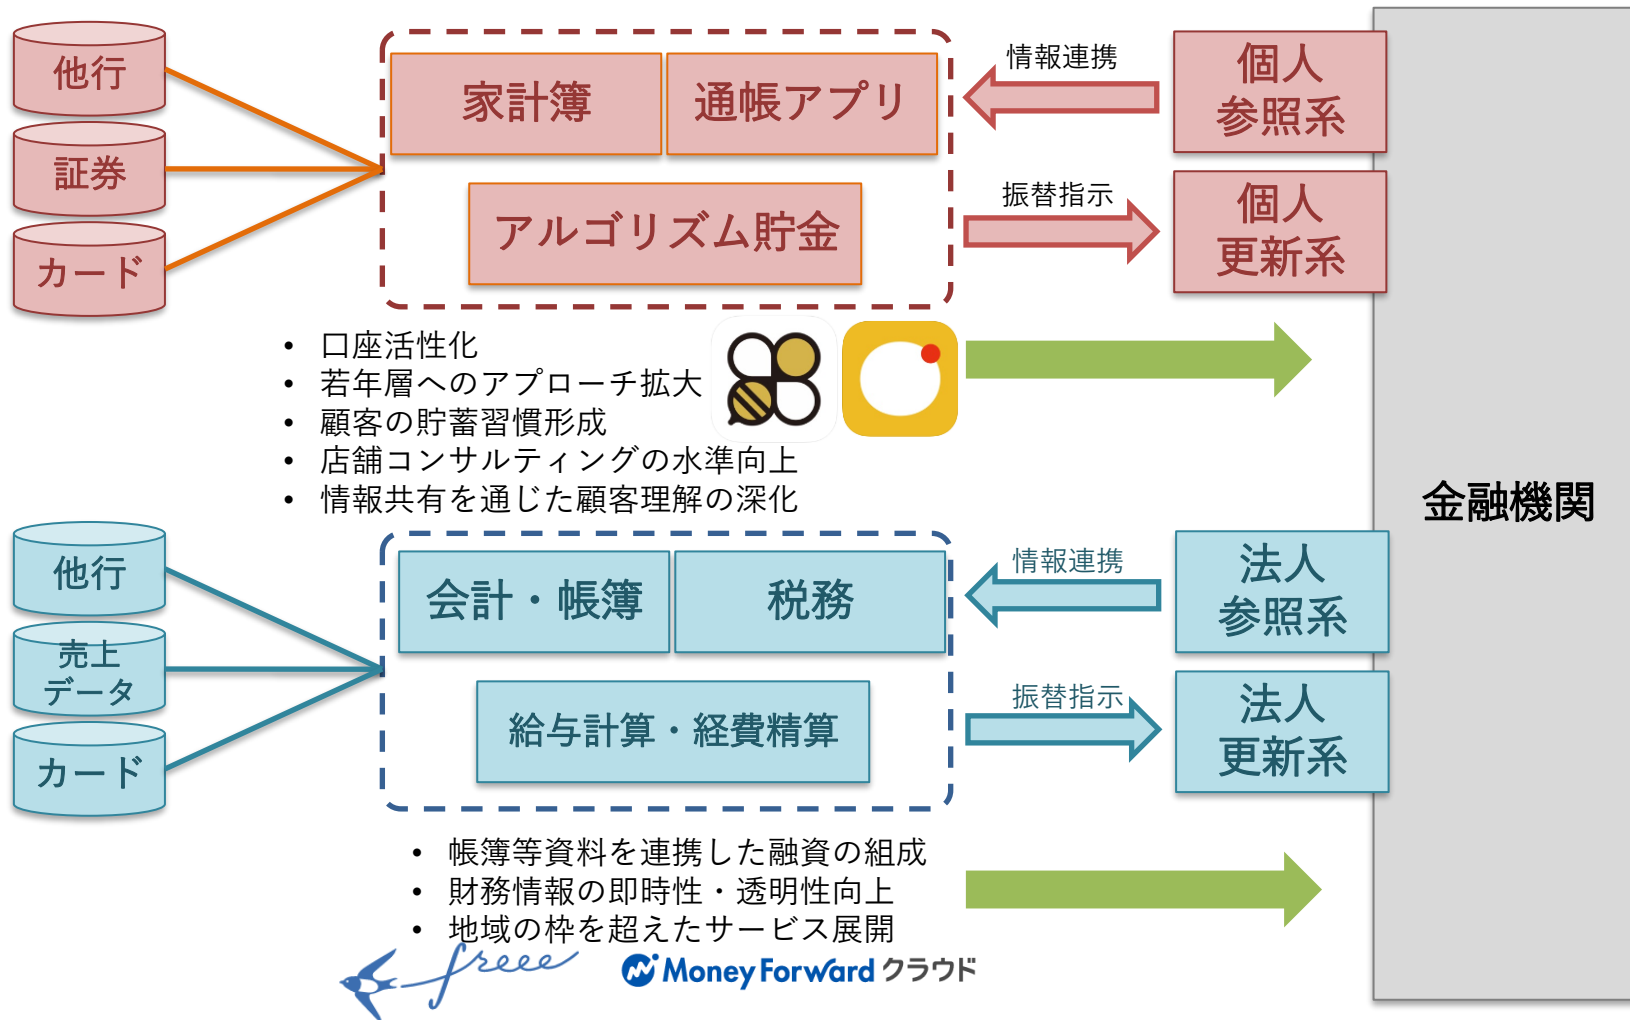 他行
証券
カード
家計簿
通帳アプリ
アルゴリズム貯金
情報連携
振替指示
個人
参照系
個人
更新系
• 口座活性化
• 若年層へのアプローチ拡大
• 顧客の貯蓄習慣形成
• 店舗コンサルティングの水準向上
• 情報共有を通じた顧客理解の深化
金融機関
他行
売上
データ
カード
会計・帳簿
税務
給与計算・経費精算
情報連携
振替指示
法人
参照系
法人
更新系
• 帳簿等資料を連携した融資の組成
• 財務情報の即時性・透明性向上
• 地域の枠を超えたサービス展開
freee
Money Forward クラウド